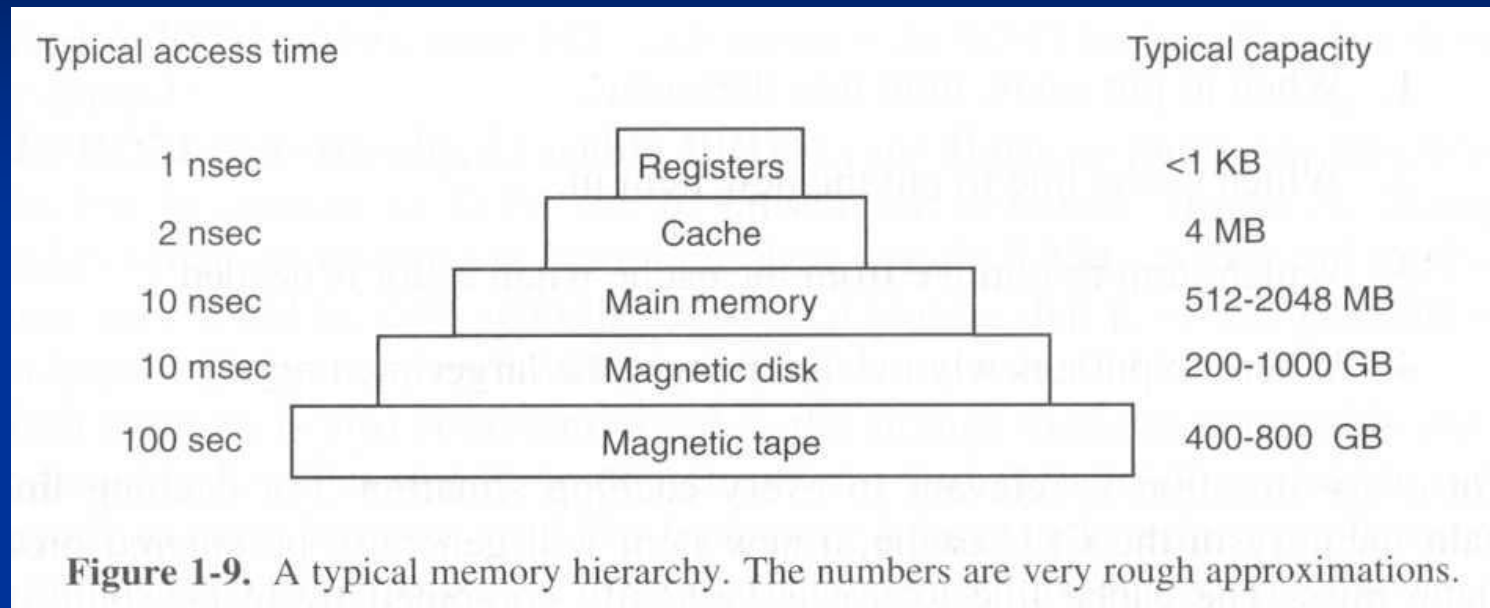 Typical access time Typical capacity
1 nsec Registers <1 KB
2 nsec Cache 4 MB
10 nsec Main memory 512-2048 MB
10 msec Magnetic disk 200-1000 GB
100 sec Magnetic tape 400-800 GB
Figure 1-9. A typical memory hierarchy. The numbers are very rough approximations.